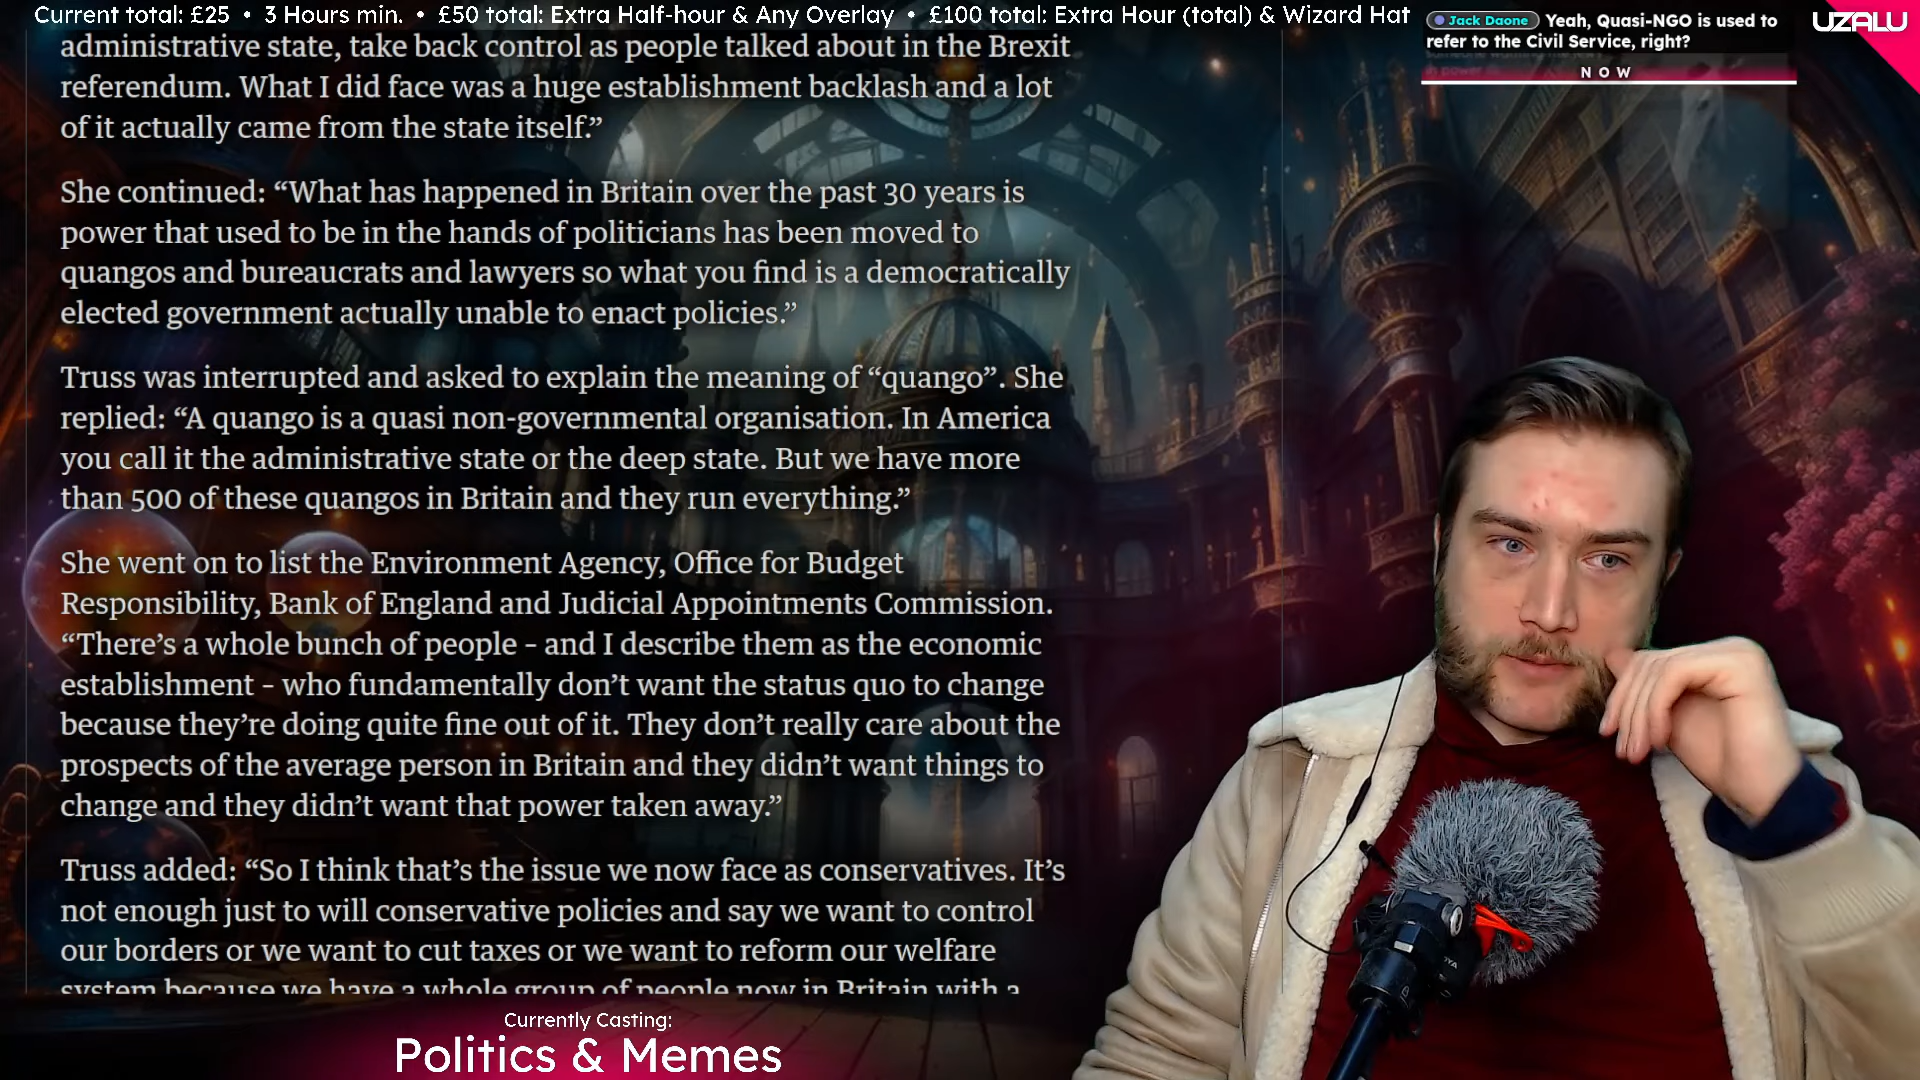 Current total: £25 • 3 Hours min. • £50 total: Extra Half-hour & Any Overlay • £100 total: Extra Hour (total) & Wizard Hat
Jack Daone Yeah, Quasi-NGO is used to
refer to the Civil Service, right?
NOW
UZALU
administrative state, take back control as people talked about in the Brexit
referendum. What I did face was a huge establishment backlash and a lot
of it actually came from the state itself.”
She continued: “What has happened in Britain over the past 30 years is
power that used to be in the hands of politicians has been moved to
quangos and bureaucrats and lawyers so what you find is a democratically
elected government actually unable to enact policies.”
Truss was interrupted and asked to explain the meaning of “quango”. She
replied: “A quango is a quasi non-governmental organisation. In America
you call it the administrative state or the deep state. But we have more
than 500 of these quangos in Britain and they run everything.”
She went on to list the Environment Agency, Office for Budget
Responsibility, Bank of England and Judicial Appointments Commission.
“There’s a whole bunch of people – and I describe them as the economic
establishment – who fundamentally don’t want the status quo to change
because they’re doing quite fine out of it. They don’t really care about the
prospects of the average person in Britain and they didn’t want things to
change and they didn’t want that power taken away.”
Truss added: “So I think that’s the issue we now face as conservatives. It’s
not enough just to will conservative policies and say we want to control
our borders or we want to cut taxes or we want to reform our welfare
system because we have a whole group of people now in Britain with a
Currently Casting:
Politics & Memes